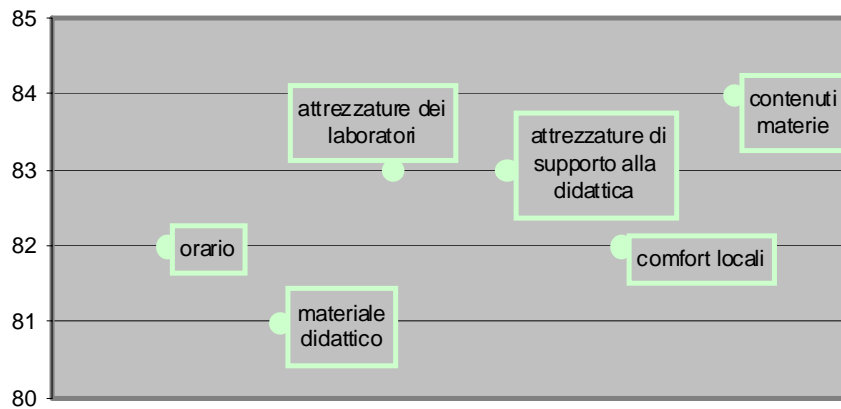 85
84
83
82
81
80
attrezzature dei
laboratori
attrezzature di
supporto alla
didattica
contenuti
materie
orario
comfort locali
materiale
didattico